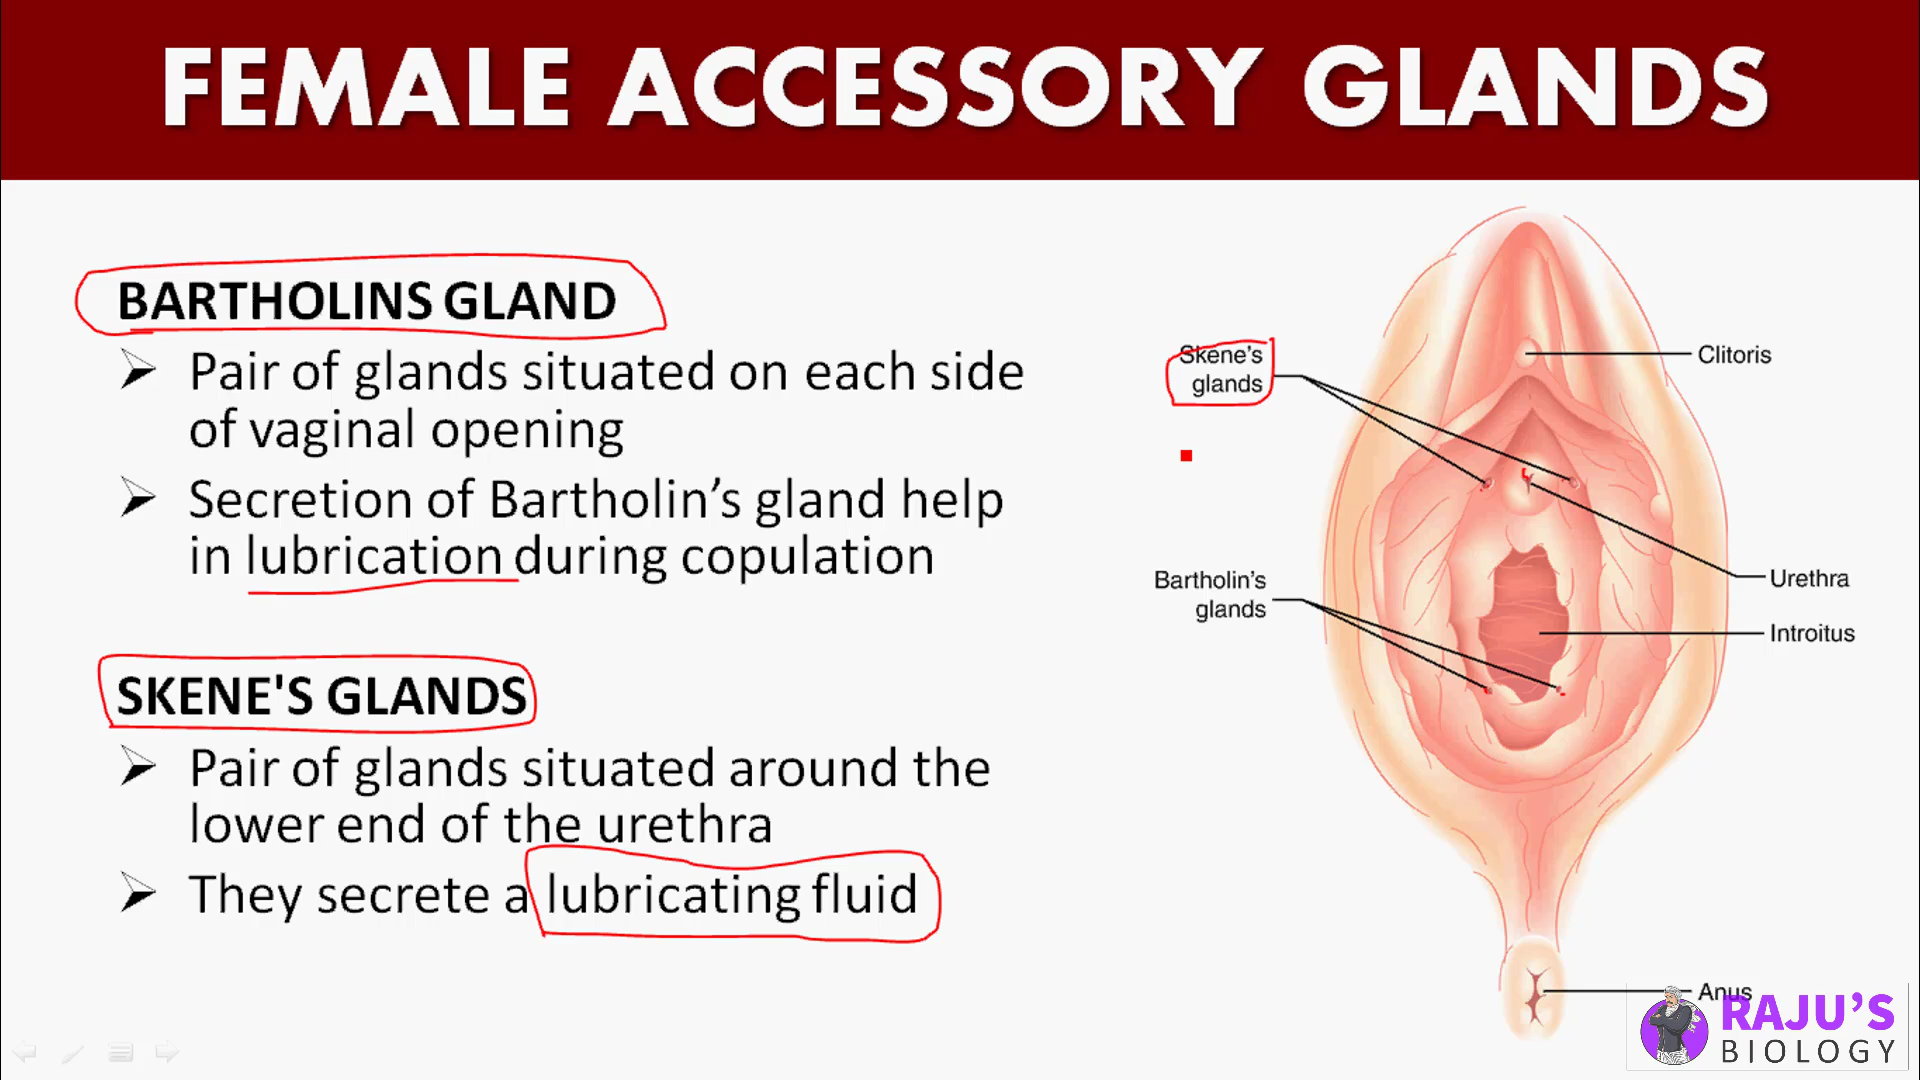 FEMALE ACCESSORY GLANDS
BARTHOLINS GLAND
Pair of glands situated on each side
of vaginal opening
Secretion of Bartholin's gland help
in lubrication during copulation
SKENE'S GLANDS
Pair of glands situated around the
lower end of the urethra
They secrete a lubricating fluid
Skene's
glands
Clitoris
Bartholin's
glands
Urethra
Introitus
Anus
RAJU'S
BIOLOGY